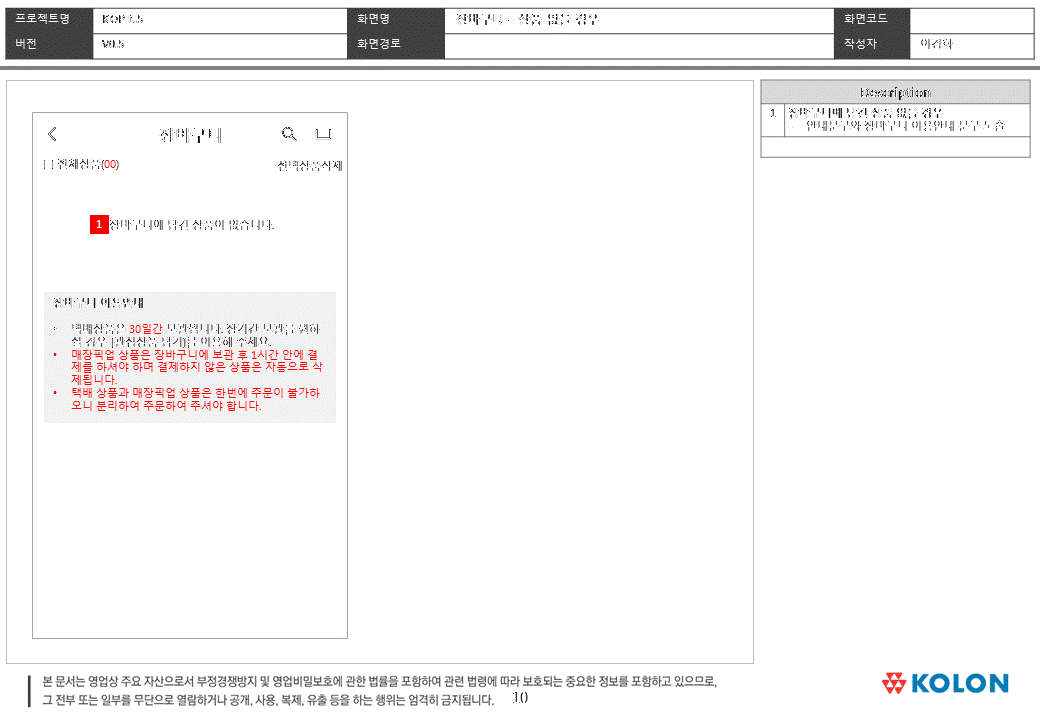 프로젝트명 KOP 3.5 화면명 장바구니 - 상품 없는 경우 화면코드
버전 V0.5 화면경로 작성자 이경화
Description
1 장바구니에 담긴 상품 없는 경우
- 안내문구와 장바구니 이용안내 문구 노출
장바구니
전체상품(00) 선택상품삭제
1 장바구니에 담긴 상품이 없습니다.
장바구니 이용안내
• 택배상품은 30일간 보관됩니다. 장기간 보관을 원하
실 경우 [관심상품 담기]를 이용해 주세요.
• 매장픽업 상품은 장바구니에 보관 후 1시간 안에 결
제를 하셔야 하며 결제하지 않은 상품은 자동으로 삭
제됩니다.
• 택배 상품과 매장픽업 상품은 한번에 주문이 불가하
오니 분리하여 주문하여 주셔야 합니다.
본 문서는 영업상 주요 자산으로서 부정경쟁방지 및 영업비밀보호에 관한 법률을 포함하여 관련 법령에 따라 보호되는 중요한 정보를 포함하고 있으므로,
그 전부 또는 일부를 무단으로 열람하거나 공개, 사용, 복제, 유출 등을 하는 행위는 엄격히 금지됩니다. 10
KOLON